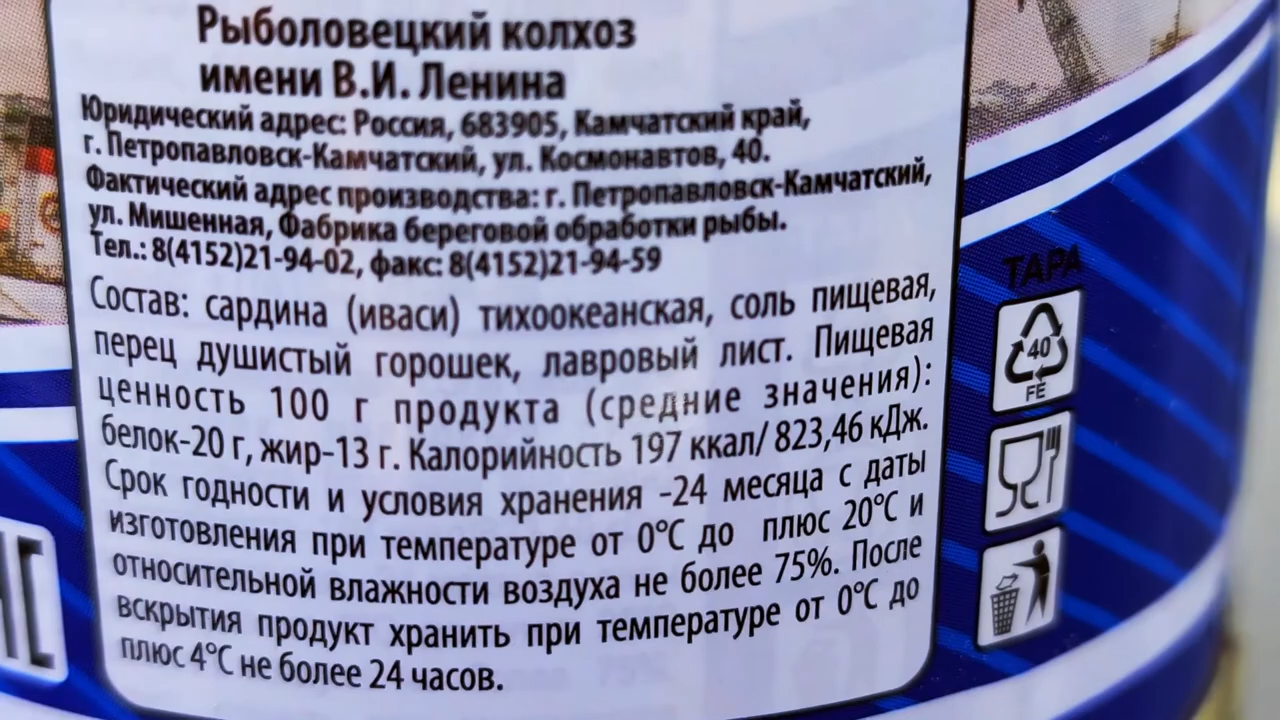 Рыболовецкий колхоз
имени В.И. Ленина
Юридический адрес: Россия, 683905, Камчатский край,
г. Петропавловск-Камчатский, ул. Космонавтов, 40.
Фактический адрес производства: г. Петропавловск-Камчатский,
ул. Мишенная, Фабрика береговой обработки рыбы.
Тел.: 8(4152)21-94-02, факс: 8(4152)21-94-59
Состав: сардина (иваси) тихоокеанская, соль пищевая,
перец душистый горошек, лавровый лист. Пищевая
ценность 100 г продукта (средние значения):
белок-20 г, жир-13 г. Калорийность 197 ккал/ 823,46 кДж.
Срок годности и условия хранения -24 месяца с даты
изготовления при температуре от 0°С до плюс 20°С и
относительной влажности воздуха не более 75%. После
вскрытия продукт хранить при температуре от 0°С до
плюс 4°С не более 24 часов.
ТАРА
40
FE